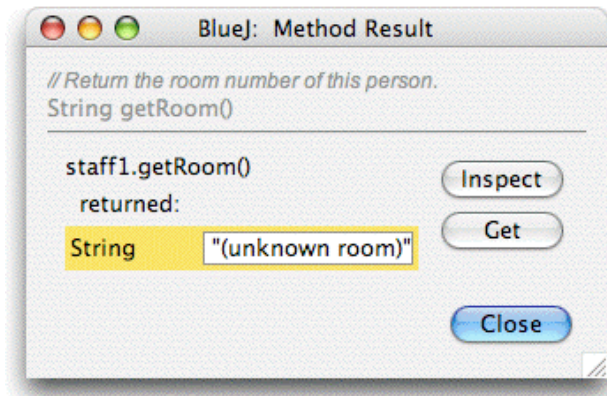 BlueJ:  Method Result
// Return the room number of this person.
String getRoom()
staff1.getRoom()
returned:
String "(unknown room)"
Inspect
Get
Close